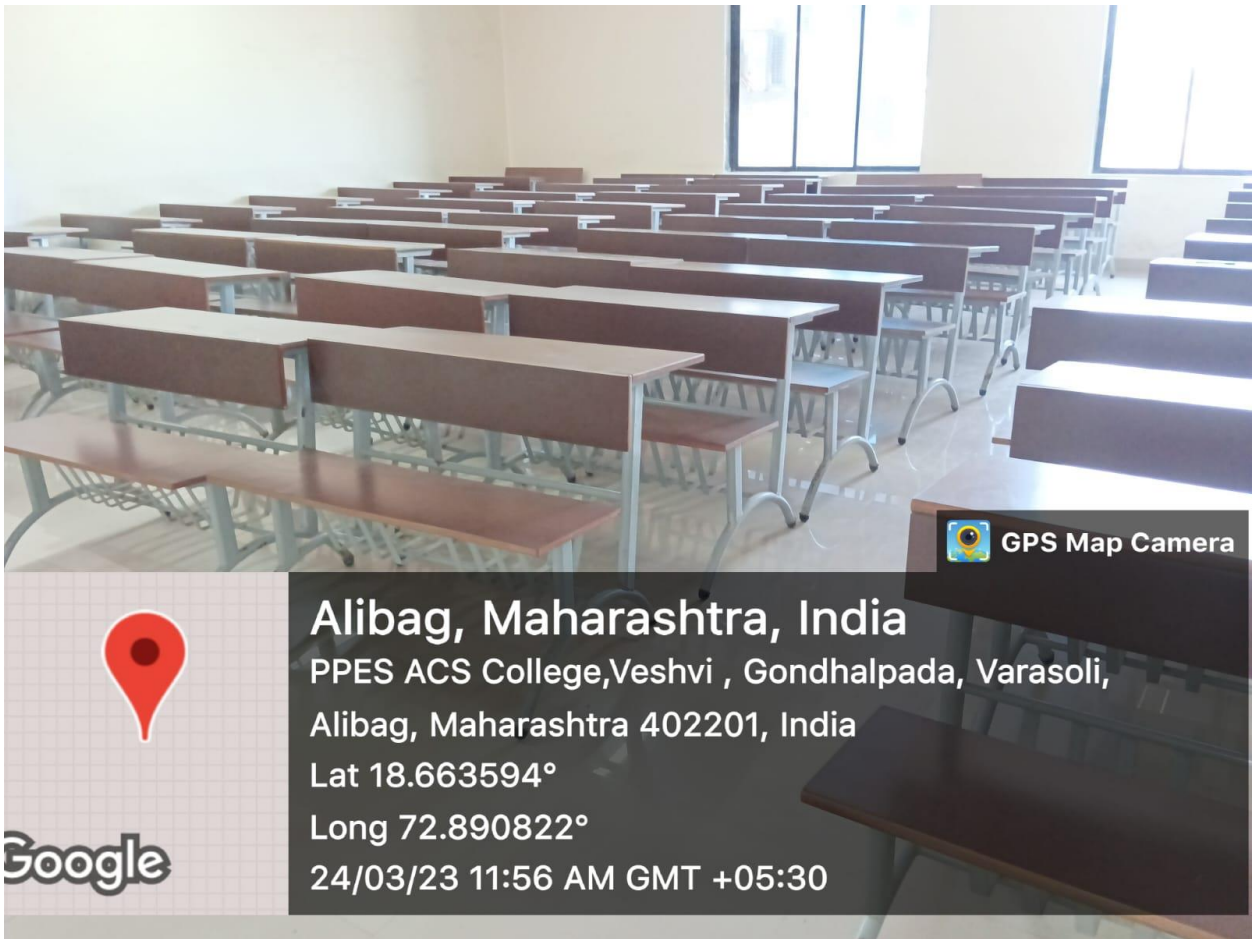 GPS Map Camera
Alibag, Maharashtra, India
PPES ACS College,Veshvi , Gondhalpada, Varasoli,
Alibag, Maharashtra 402201, India
Lat 18.663594°
Long 72.890822°
24/03/23 11:56 AM GMT +05:30
Google